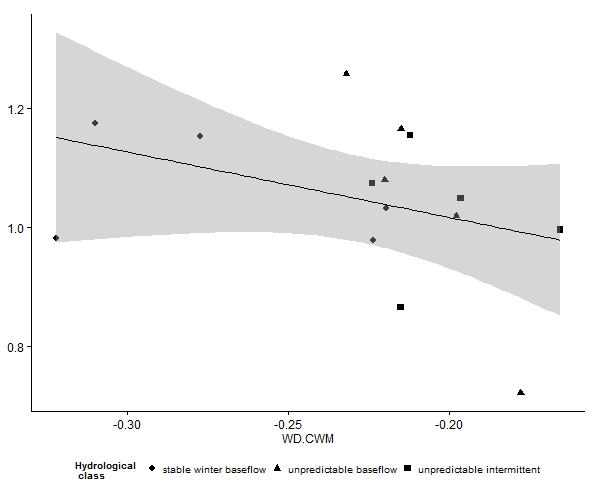 1.2
1.0
0.8
-0.30 -0.25 -0.20
WD.CWM
Hydrological
class
stable winter baseflow unpredictable baseflow unpredictable intermittent